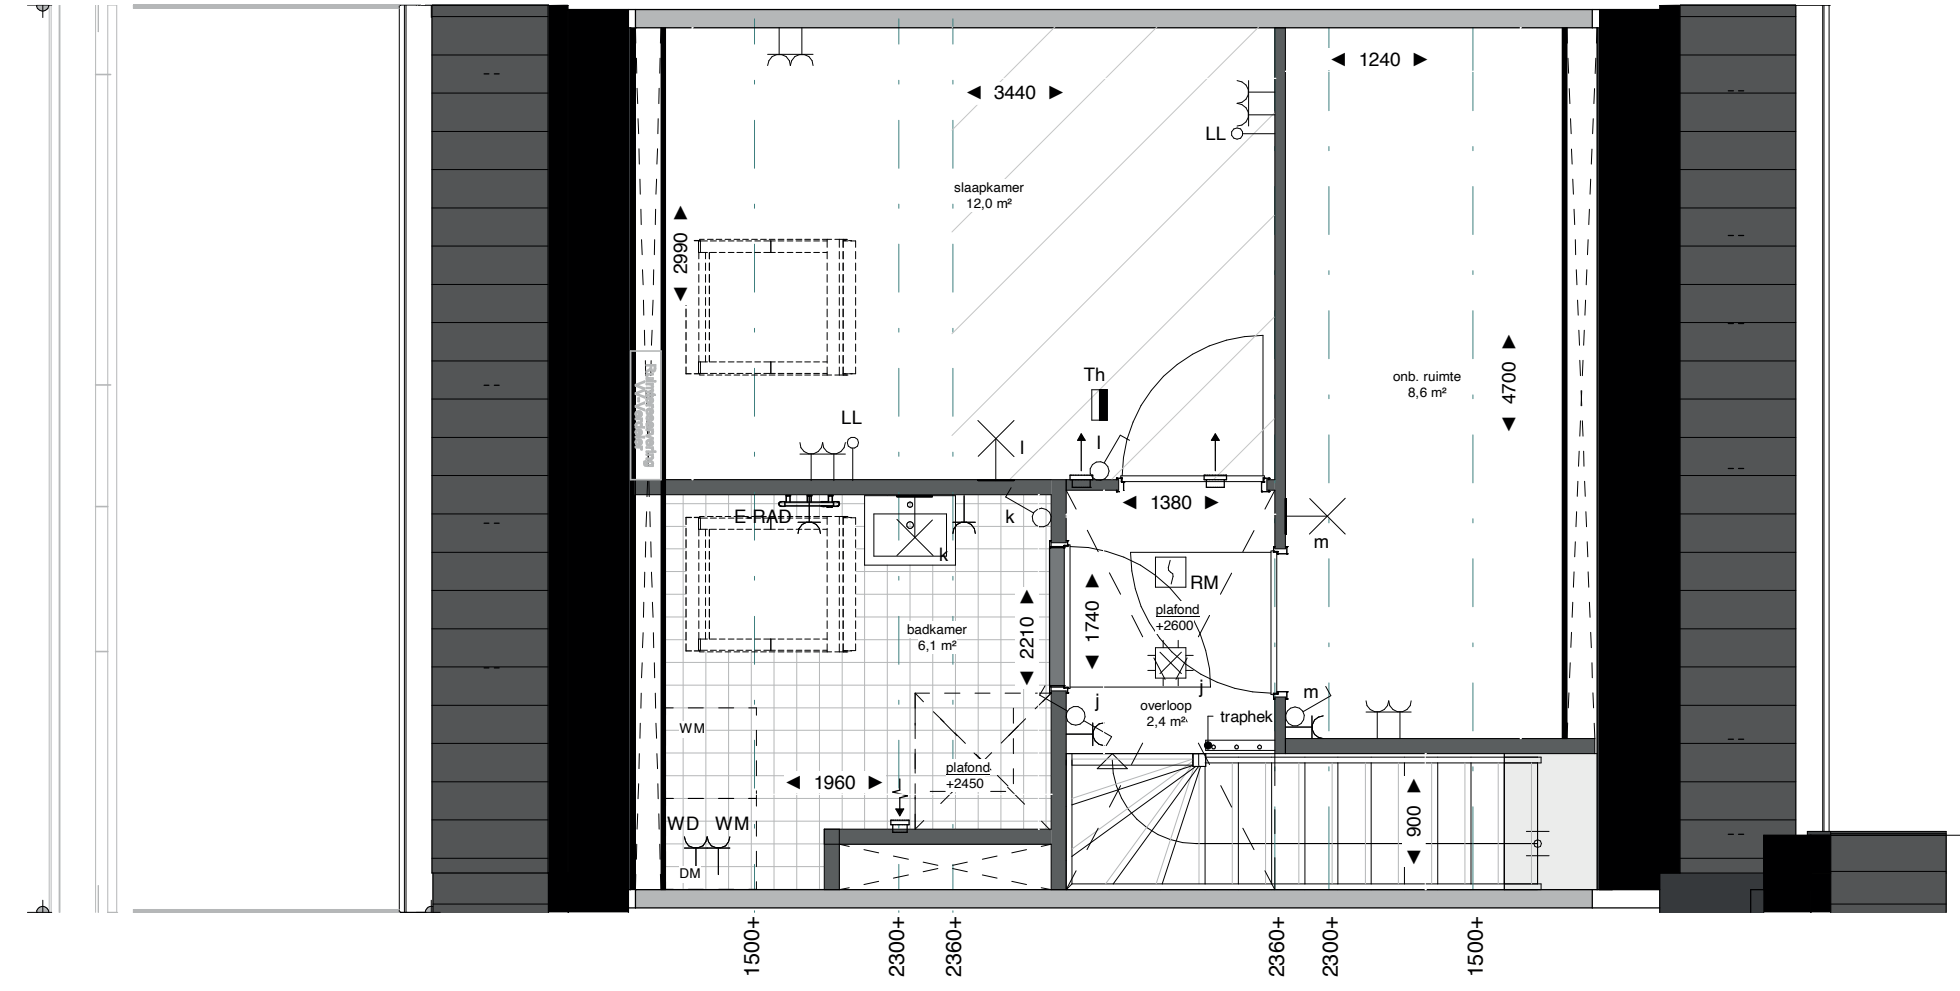 1240
3440
LL
slaapkamer
12,0 m²
2990
Th
onb. ruimte
8,6 m²
4700
LL
l
l
1380
E-RAD
k
k
m
RM
1740
plafond
+2600
badkamer
6,1 m²
2210
j
j
m
overloop
2,4 m²
traphek
WM
plafond
+2450
1960
900
WD WM
DM
1500+
2300+
2360+
2360+
2300+
1500+